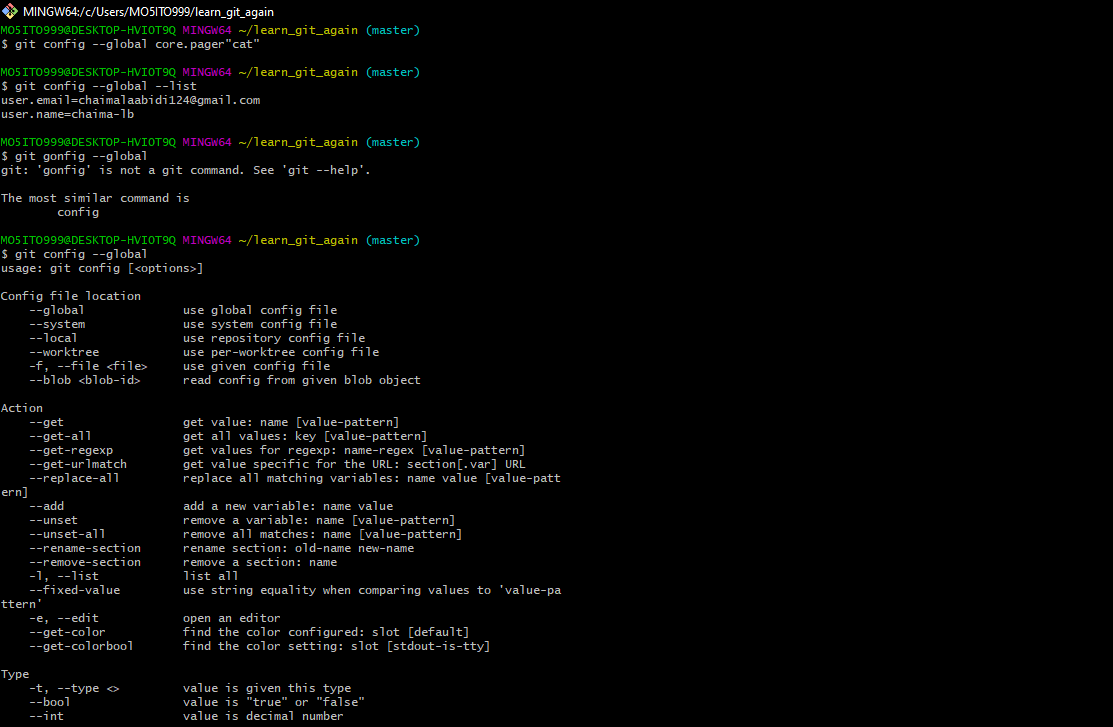 MINGW64:/c/Users/MO5ITO999/learn_git_again
MO5ITO999@DESKTOP-HVIOT9Q MINGW64 ~/learn_git_again (master)
$ git config --global core.pager"cat"
MO5ITO999@DESKTOP-HVIOT9Q MINGW64 ~/learn_git_again (master)
$ git config --global --list
user.email=chaimalaabidi124@gmail.com
user.name=chaima-lb
MO5ITO999@DESKTOP-HVIOT9Q MINGW64 ~/learn_git_again (master)
$ git gonfig --global
git: 'gonfig' is not a git command. See 'git --help'.
The most similar command is
        config
MO5ITO999@DESKTOP-HVIOT9Q MINGW64 ~/learn_git_again (master)
$ git config --global
usage: git config [<options>]
Config file location
    --global              use global config file
    --system              use system config file
    --local               use repository config file
    --worktree            use per-worktree config file
    -f, --file <file>     use given config file
    --blob <blob-id>      read config from given blob object
Action
    --get                 get value: name [value-pattern]
    --get-all             get all values: key [value-pattern]
    --get-regexp          get values for regexp: name-regex [value-pattern]
    --get-urlmatch        get value specific for the URL: section[.var] URL
    --replace-all         replace all matching variables: name value [value-patt
ern]
    --add                 add a new variable: name value
    --unset               remove a variable: name [value-pattern]
    --unset-all           remove all matches: name [value-pattern]
    --rename-section      rename section: old-name new-name
    --remove-section      remove a section: name
    -l, --list            list all
    --fixed-value         use string equality when comparing values to 'value-pa
ttern'
    -e, --edit            open an editor
    --get-color           find the color configured: slot [default]
    --get-colorbool       find the color setting: slot [stdout-is-tty]
Type
    -t, --type <>         value is given this type
    --bool                value is "true" or "false"
    --int                 value is decimal number